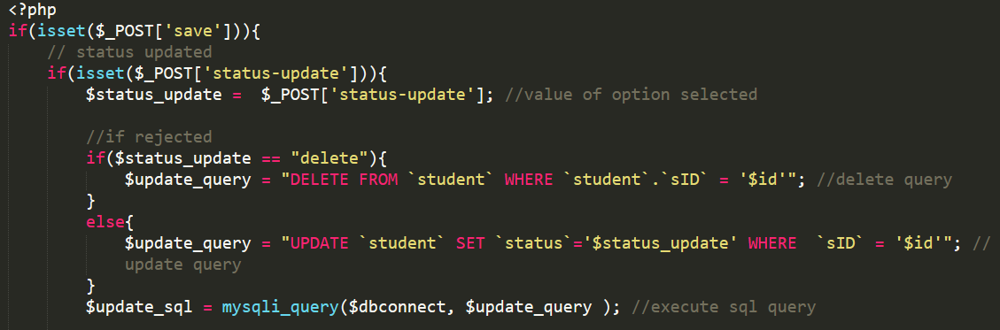 <?php
if(isset($_POST['save'])){
// status updated
if(isset($_POST['status-update'])){
$status_update =  $_POST['status-update']; //value of option selected
//if rejected
if($status_update == "delete"){
$update_query = "DELETE FROM `student` WHERE `student`.`sID` = '$id'"; //delete query
}
else{
$update_query = "UPDATE `student` SET `status`='$status_update' WHERE  `sID` = '$id'"; //
update query
}
$update_sql = mysqli_query($dbconnect, $update_query ); //execute sql query